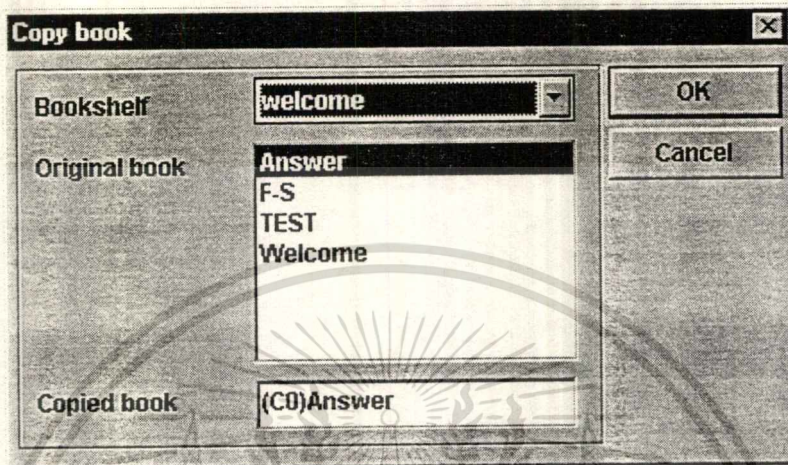 Copy book
Bookshelf
welcome
OK
Cancel
Original book
Answer
F-S
TEST
Welcome
Copied book
(C0)Answer